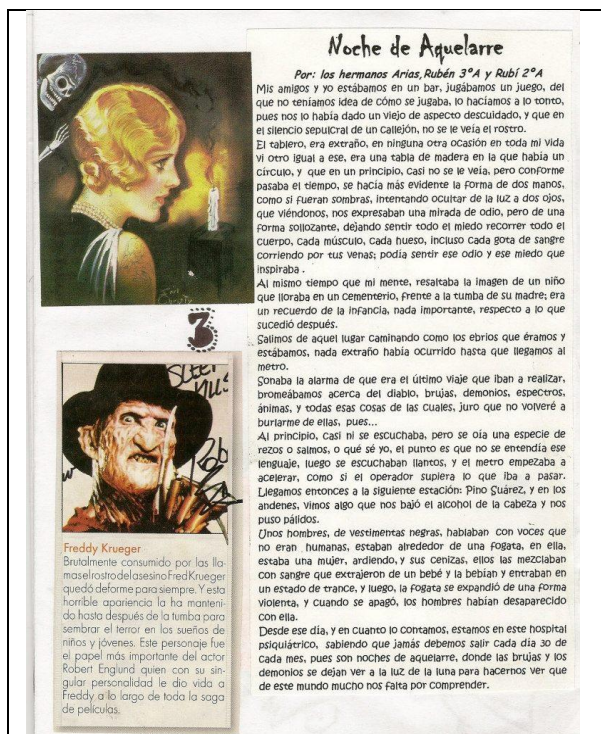 Noche de Aquelarre
Por: los hermanos Arias, Rubén 3°A y Rubí 2°A
Mis amigos y yo estábamos en un bar, jugábamos un juego, del
que no teníamos idea de cómo se jugaba, lo hacíamos a lo tonto,
pues nos lo había dado un viejo de aspecto descuidado, y que en
el silencio sepulcral de un callejón, no se le veía el rostro.
El tablero, era extraño, en ninguna otra ocasión en toda mi vida
vi otro igual a ese, era una tabla de madera en la que había un
círculo, y que en un principio, casi no se le veía, pero conforme
pasaba el tiempo, se hacía más evidente la forma de dos manos,
como si fueran sombras, intentando ocultar de la luz a dos ojos,
que viéndonos, nos expresaban una mirada de odio, pero de una
forma sollozante, dejando sentir todo el miedo recorrer todo el
cuerpo, cada músculo, cada hueso, incluso cada gota de sangre
corriendo por tus venas; podía sentir ese odio y ese miedo que
inspiraba .
Al mismo tiempo que mi mente, resaltaba la imagen de un niño
que lloraba en un cementerio, frente a la tumba de su madre; era
un recuerdo de la infancia, nada importante, respecto a lo que
sucedió después.
Salimos de aquel lugar caminando como los ebrios que éramos y
estábamos, nada extraño había ocurrido hasta que llegamos al
metro.
Sonaba la alarma de que era el último viaje que iban a realizar,
bromeábamos acerca del diablo, brujas, demonios, espectros,
ánimas, y todas esas cosas de las cuales, juro que no volveré a
burlarme de ellas, pues...
Al principio, casi ni se escuchaba, pero se oía una especie de
rezos o salmos, o qué sé yo, el punto es que no se entendía ese
lenguaje, luego se escuchaban llantos, y el metro empezaba a
acelerar, como si el operador supiera lo que iba a pasar.
Llegamos entonces a la siguiente estación: Pino Suárez, y en los
andenes, vimos algo que nos bajó el alcohol de la cabeza y nos
puso pálidos.
Unos hombres, de vestimentas negras, hablaban con voces que
no eran humanas, estaban alrededor de una fogata, en ella,
estaba una mujer, ardiendo, y sus cenizas, ellos las mezclaban
con sangre que extrajeron de un bebé y la bebían y entraban en
un estado de trance, y luego, la fogata se expandió de una forma
violenta, y cuando se apagó, los hombres habían desaparecido
con ella.
Desde ese día, y en cuanto lo contamos, estamos en este hospital
psiquiátrico, sabiendo que jamás debemos salir cada día 30 de
cada mes, pues son noches de aquelarre, donde las brujas y los
demonios se dejan ver a la luz de la luna para hacernos ver que
de este mundo mucho nos falta por comprender.
3
Freddy Krueger
Brutalmente consumido por las lla-
mas el rostro del asesino Fred Krueger
quedó deforme para siempre. Y esta
horrible apariencia la ha manteni-
do hasta después de la tumba para
sembrar el terror en los sueños de
niños y jóvenes. Este personaje fue
el papel más importante del actor
Robert Englund quien con su sin-
gular personalidad le dio vida a
Freddy a lo largo de toda la saga
de películas.